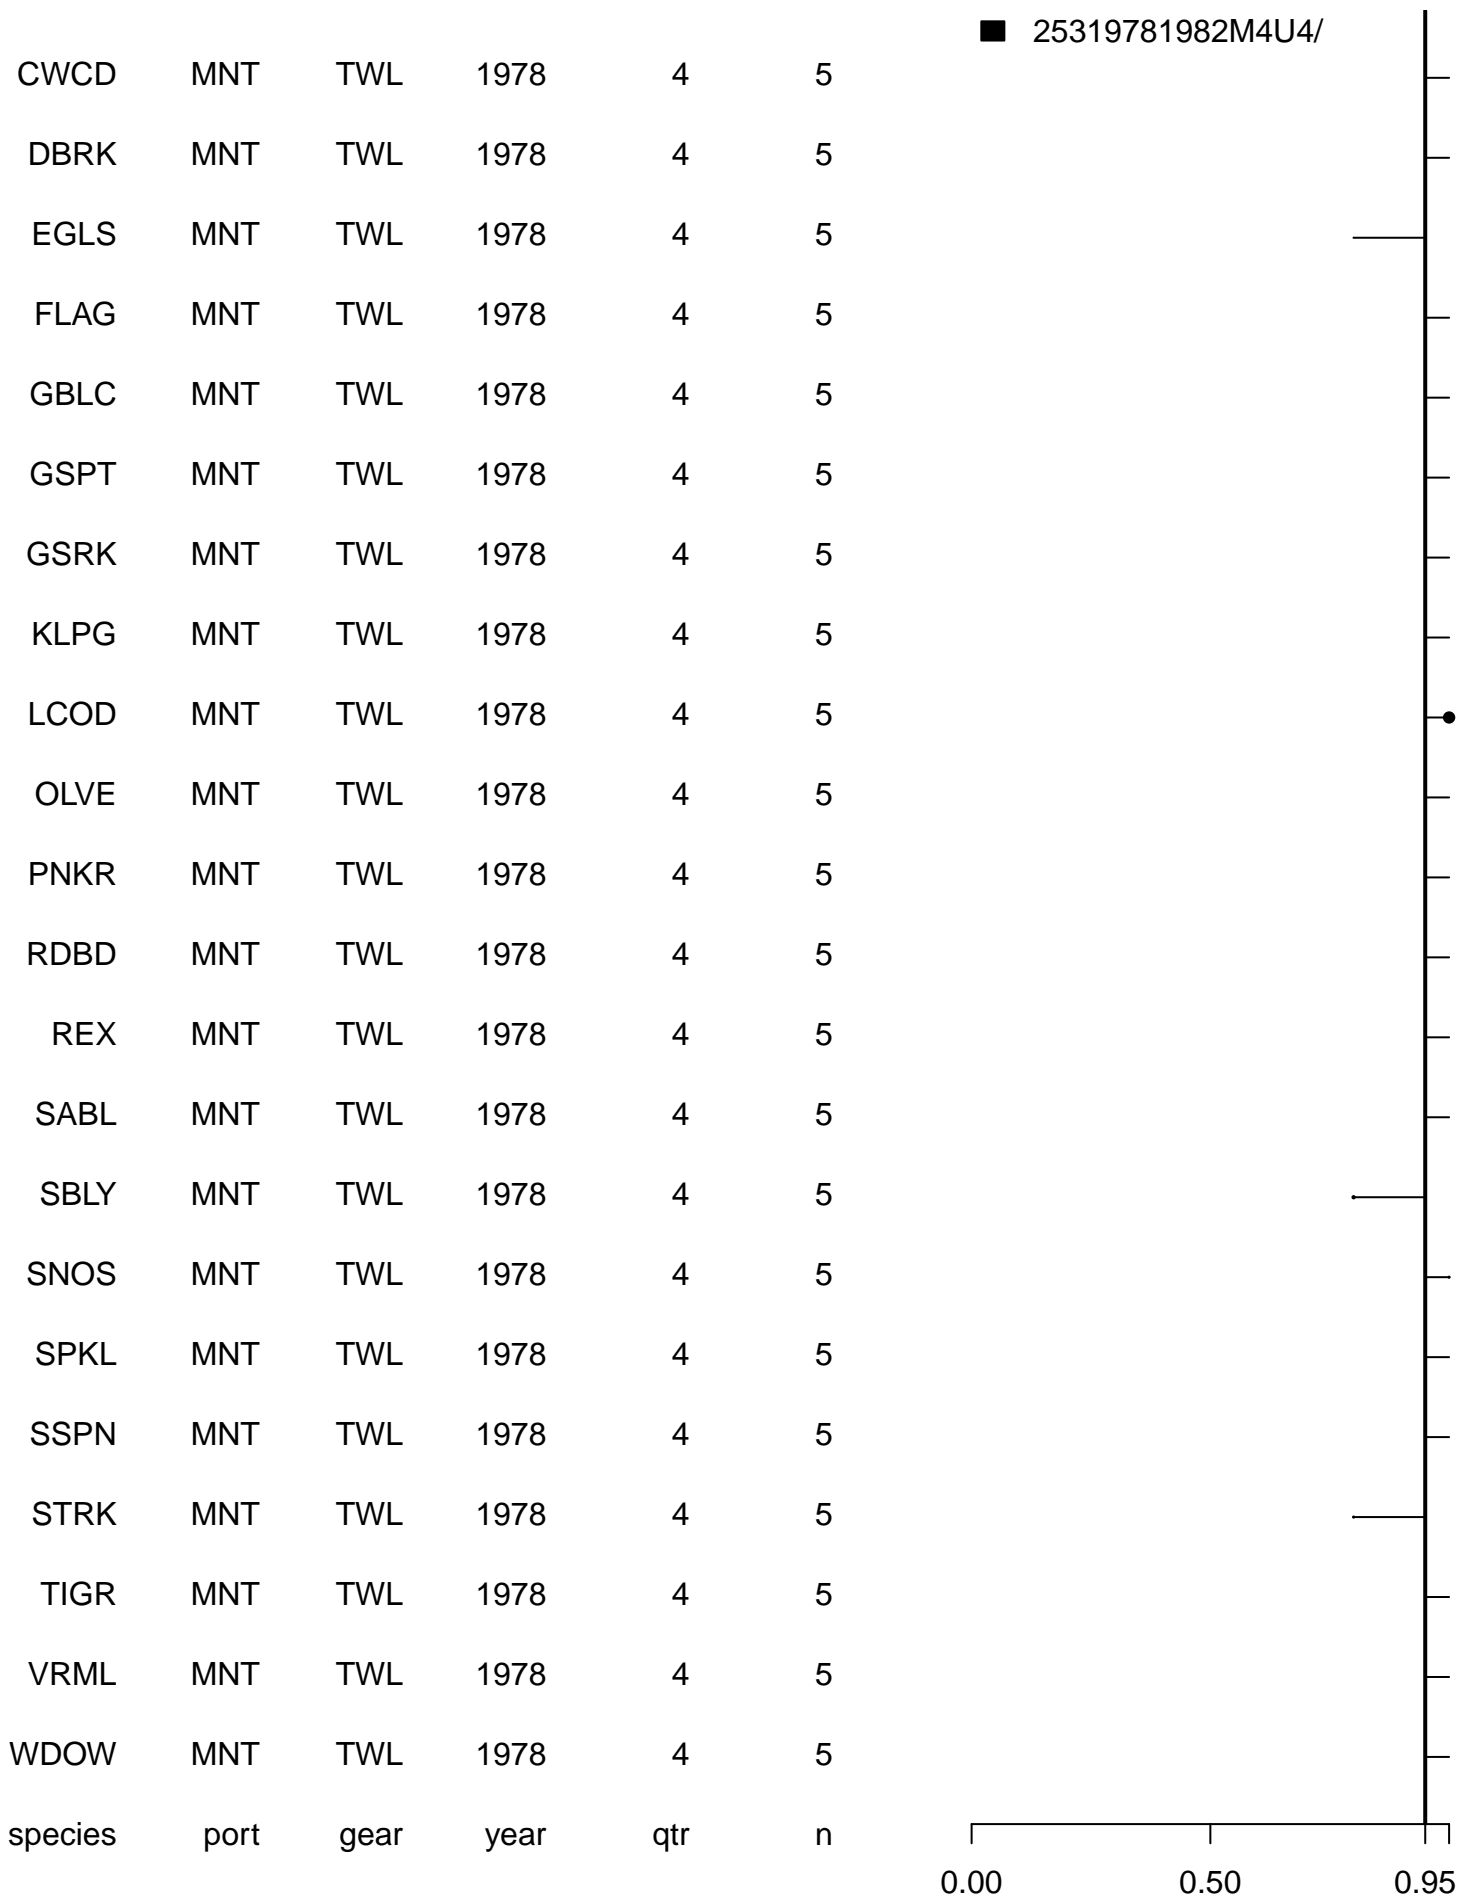 25319781982M4U4/
CWCD MNT TWL 1978 4 5
DBRK MNT TWL 1978 4 5
EGLS MNT TWL 1978 4 5
FLAG MNT TWL 1978 4 5
GBLC MNT TWL 1978 4 5
GSPT MNT TWL 1978 4 5
GSRK MNT TWL 1978 4 5
KLPG MNT TWL 1978 4 5
LCOD MNT TWL 1978 4 5
OLVE MNT TWL 1978 4 5
PNKR MNT TWL 1978 4 5
RDBD MNT TWL 1978 4 5
REX MNT TWL 1978 4 5
SABL MNT TWL 1978 4 5
SBLY MNT TWL 1978 4 5
SNOS MNT TWL 1978 4 5
SPKL MNT TWL 1978 4 5
SSPN MNT TWL 1978 4 5
STRK MNT TWL 1978 4 5
TIGR MNT TWL 1978 4 5
VRML MNT TWL 1978 4 5
WDOW MNT TWL 1978 4 5
species port gear year qtr n
0.00 0.50 0.95